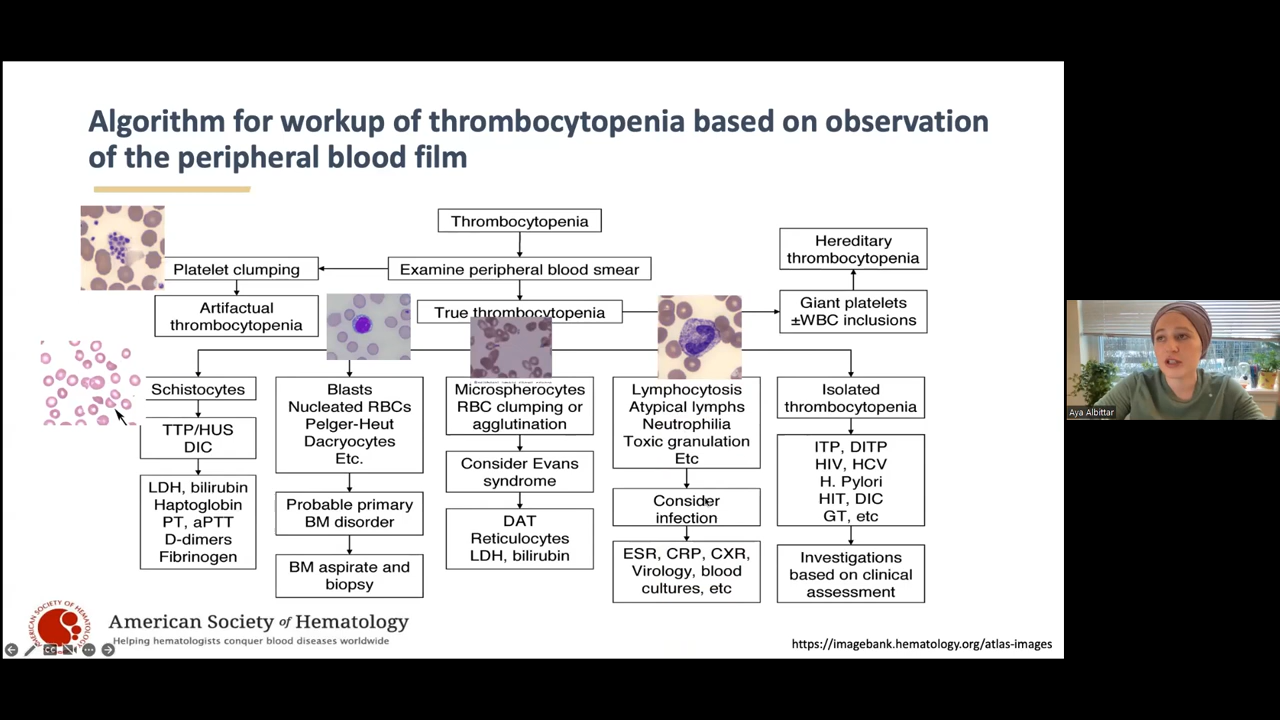 Algorithm for workup of thrombocytopenia based on observation
of the peripheral blood film
Thrombocytopenia
Examine peripheral blood smear
Platelet clumping
Artifactual
thrombocytopenia
True thrombocytopenia
Hereditary
thrombocytopenia
Giant platelets
±WBC inclusions
Schistocytes
TTP/HUS
DIC
LDH, bilirubin
Haptoglobin
PT, aPTT
D-dimers
Fibrinogen
Blasts
Nucleated RBCs
Pelger-Heut
Dacryocytes
Etc.
Probable primary
BM disorder
BM aspirate and
biopsy
Microspherocytes
RBC clumping or
agglutination
Consider Evans
syndrome
DAT
Reticulocytes
LDH, bilirubin
Lymphocytosis
Atypical lymphs
Neutrophilia
Toxic granulation
Etc
Consider
infection
ESR, CRP, CXR,
Virology, blood
cultures, etc
Isolated
thrombocytopenia
ITP, DITP
HIV, HCV
H. Pylori
HIT, DIC
GT, etc
Investigations
based on clinical
assessment
AMERICAN SOCIETY OF HEMATOLOGY
American Society of Hematology
Helping hematologists conquer blood diseases worldwide
https://imagebank.hematology.org/atlas-images
Aya Albittar